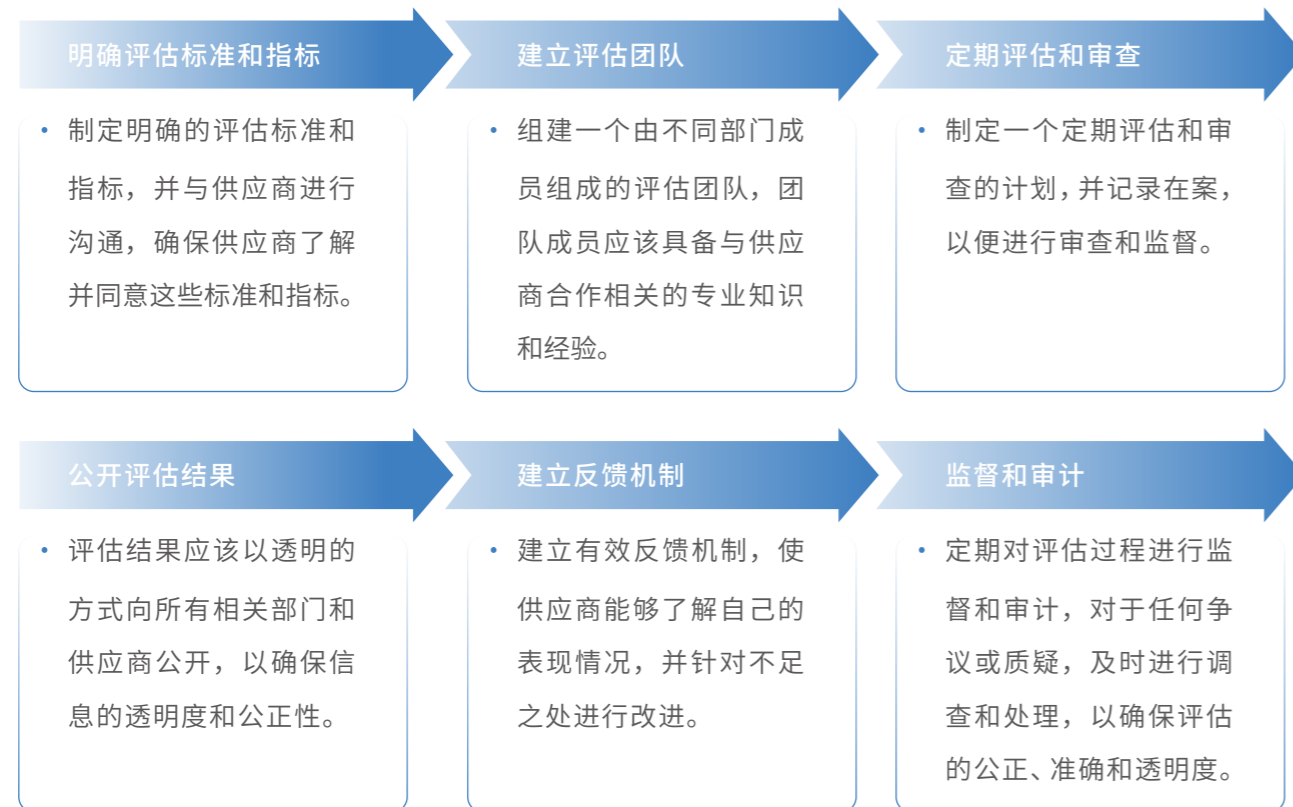 明确评估标准和指标
• 制定明确的评估标准和
指标，并与供应商进行
沟通，确保供应商了解
并同意这些标准和指标。
建立评估团队
• 组建一个由不同部门成
员组成的评估团队，团
队成员应该具备与供应
商合作相关的专业知识
和经验。
定期评估和审查
• 制定一个定期评估和审
查的计划，并记录在案，
以便进行审查和监督。
公开评估结果
• 评估结果应该以透明的
方式向所有相关部门和
供应商公开，以确保信
息的透明度和公正性。
建立反馈机制
• 建立有效反馈机制，使
供应商能够了解自己的
表现情况，并针对不足
之处进行改进。
监督和审计
• 定期对评估过程进行监
督和审计，对于任何争
议或质疑，及时进行调
查和处理，以确保评估
的公正、准确和透明度。